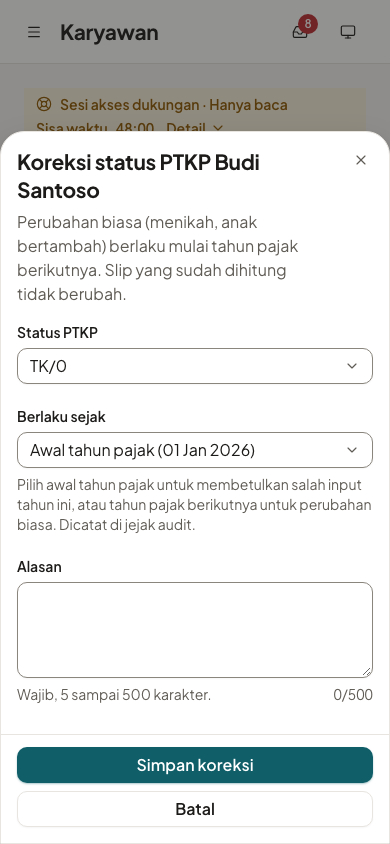 Karyawan
8
Sesi akses dukungan · Hanya baca
Sisa waktu 48:00 Detail
Koreksi status PTKP Budi
Santoso
Perubahan biasa (menikah, anak
bertambah) berlaku mulai tahun pajak
berikutnya. Slip yang sudah dihitung
tidak berubah.
Status PTKP
TK/0
Berlaku sejak
Awal tahun pajak (01 Jan 2026)
Pilih awal tahun pajak untuk membetulkan salah input
tahun ini, atau tahun pajak berikutnya untuk perubahan
biasa. Dicatat di jejak audit.
Alasan
Wajib, 5 sampai 500 karakter.
0/500
Simpan koreksi
Batal